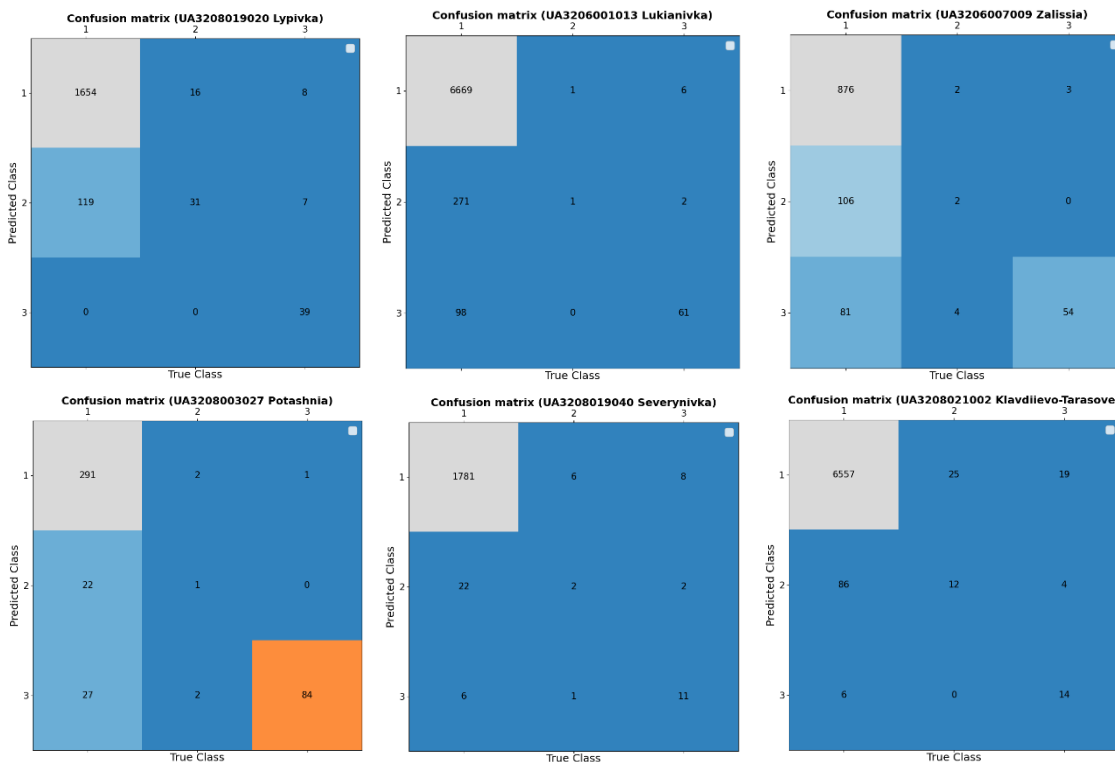 Confusion matrix (UA3208019020 Lypivka)
1 2 3
1 1654 16 8
2 119 31 7
3 0 0 39
Predicted Class
True Class
Confusion matrix (UA3206001013 Lukianivka)
1 2 3
1 6669 1 6
2 271 1 2
3 98 0 61
Predicted Class
True Class
Confusion matrix (UA3206007009 Zalissia)
1 2 3
1 876 2 3
2 106 2 0
3 81 4 54
Predicted Class
True Class
Confusion matrix (UA3208003027 Potashnia)
1 2 3
1 291 2 1
2 22 1 0
3 27 2 84
Predicted Class
True Class
Confusion matrix (UA3208019040 Severynivka)
1 2 3
1 1781 6 8
2 22 2 2
3 6 1 11
Predicted Class
True Class
Confusion matrix (UA3208021002 Klavdiievo-Tarasove
1 2 3
1 6557 25 19
2 86 12 4
3 6 0 14
Predicted Class
True Class